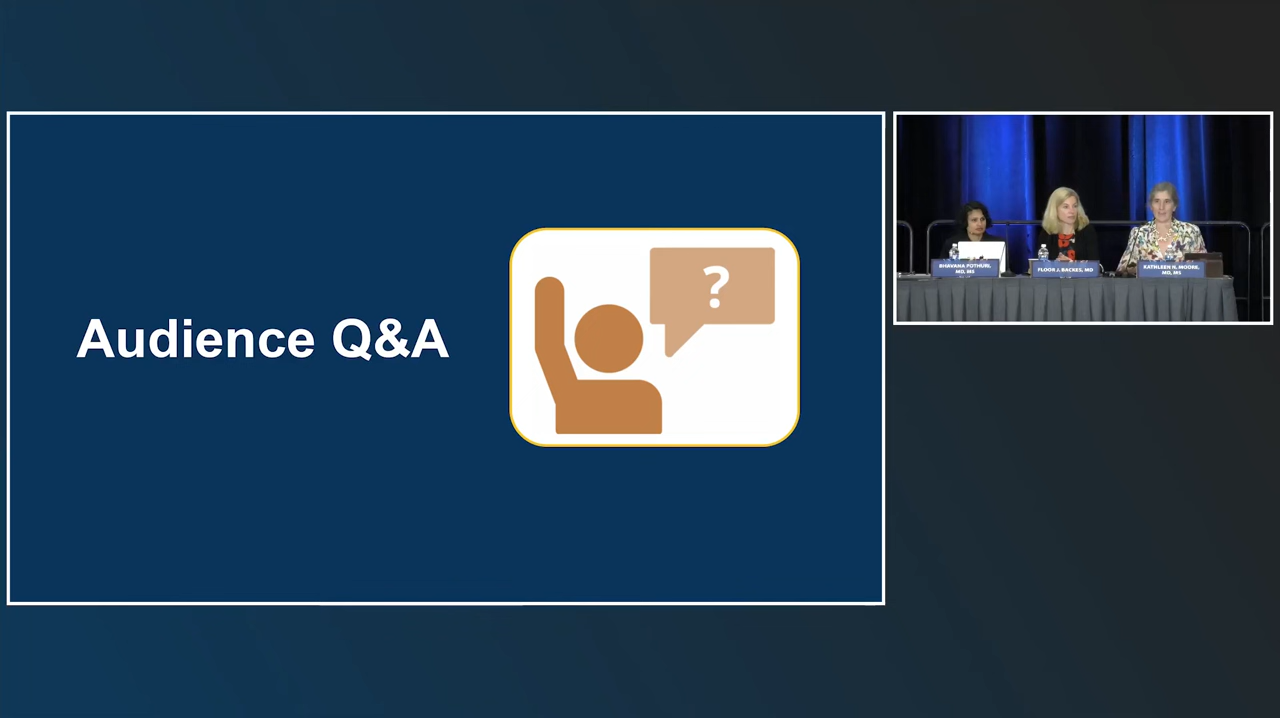 Audience Q&A
?
BHAVANA POTHURI,
MD, MS
FLOOR J. BACKES, MD
KATHLEEN N. MOORE,
MD, MS